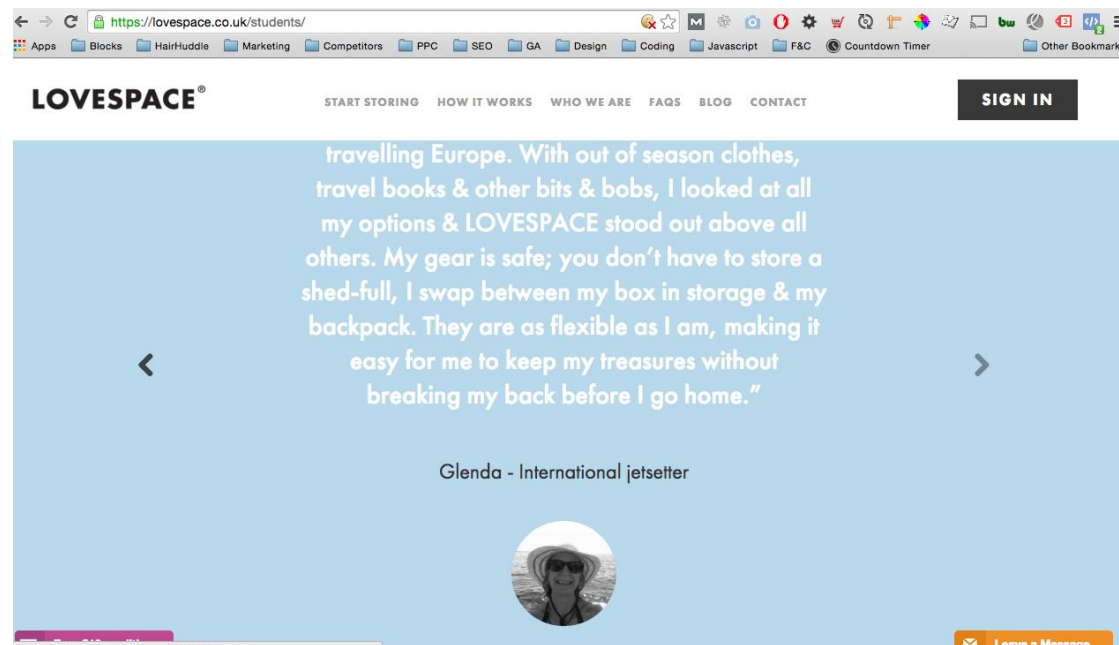 https://lovespace.co.uk/students/
Apps Blocks HairHuddle Marketing Competitors PPC SEO GA Design Coding Javascript F&C Countdown Timer Other Bookmark
LOVESPACE® START STORING HOW IT WORKS WHO WE ARE FAQS BLOG CONTACT SIGN IN
travelling Europe. With out of season clothes,
travel books & other bits & bobs, I looked at all
my options & LOVESPACE stood out above all
others. My gear is safe; you don't have to store a
shed-full, I swap between my box in storage & my
backpack. They are as flexible as I am, making it
easy for me to keep my treasures without
breaking my back before I go home.”
Glenda - International jetsetter
Leave a Message